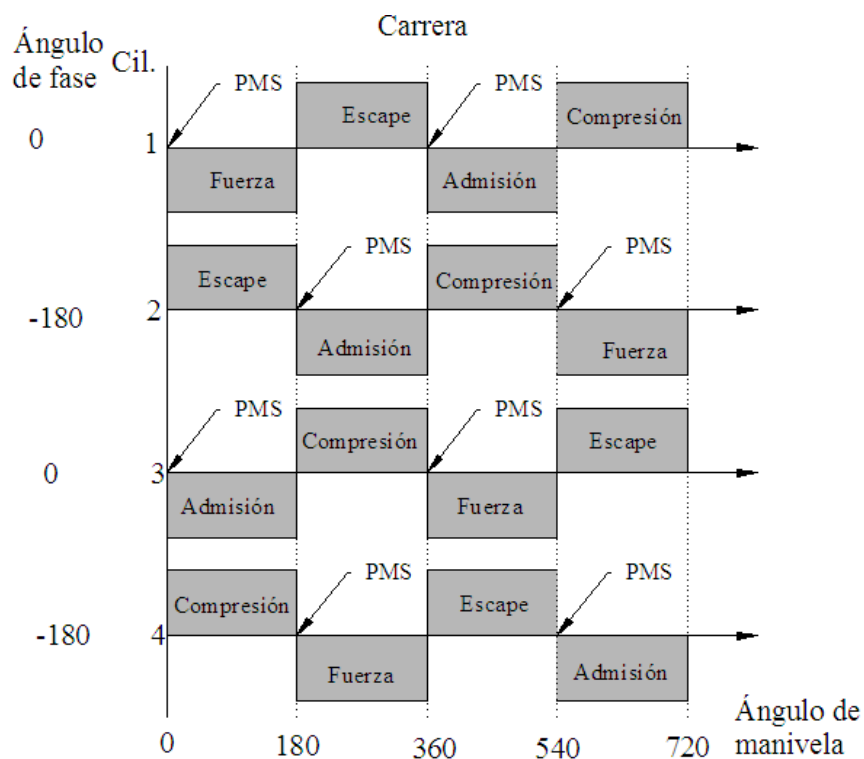 Carrera
Ángulo
de fase
Cil.
PMS
PMS
Escape
Compresión
0
1
Fuerza
Admisión
PMS
PMS
Escape
Compresión
-180
2
Admisión
Fuerza
PMS
PMS
Compresión
Escape
0
3
Admisión
Fuerza
PMS
PMS
Compresión
Escape
-180
4
Fuerza
Admisión
0
180
360
540
720
Ángulo de
manivela